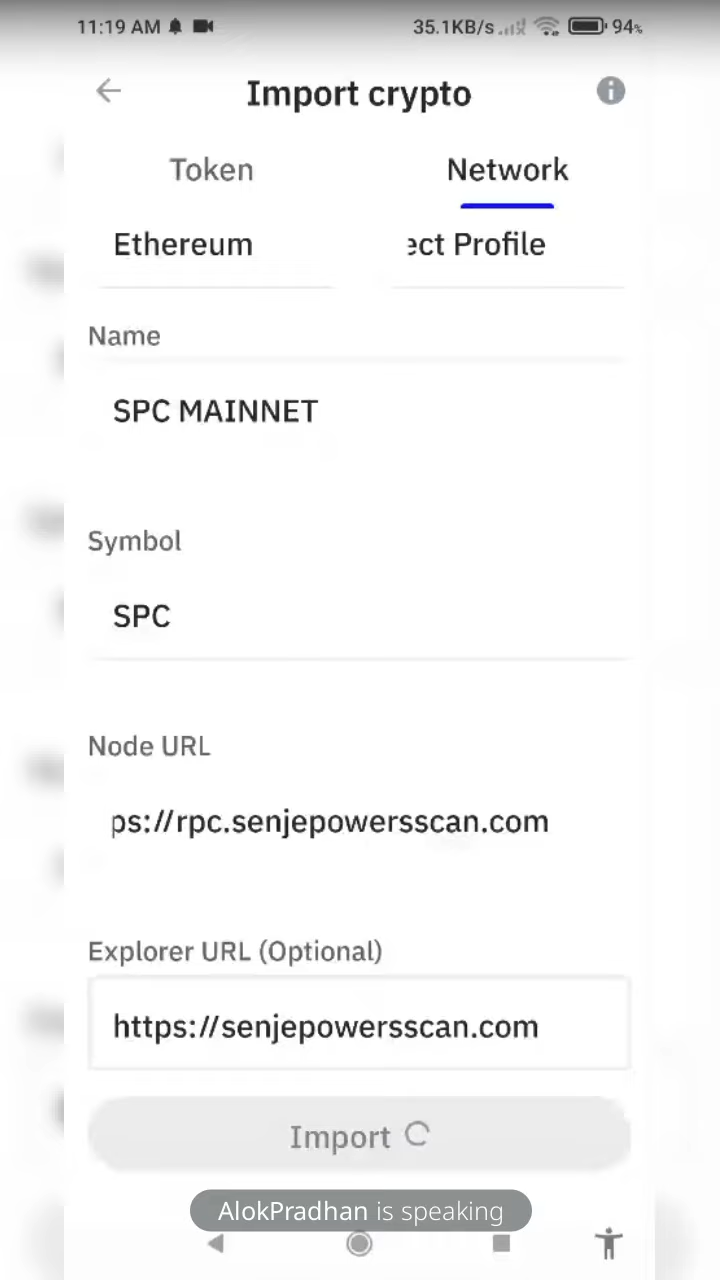 11:19 AM 35.1KB/s 94%
Import crypto
Token Network
Ethereum ect Profile
Name
SPC MAINNET
Symbol
SPC
Node URL
ps://rpc.senjepowersscan.com
Explorer URL (Optional)
https://senjepowersscan.com
Import
AlokPradhan is speaking